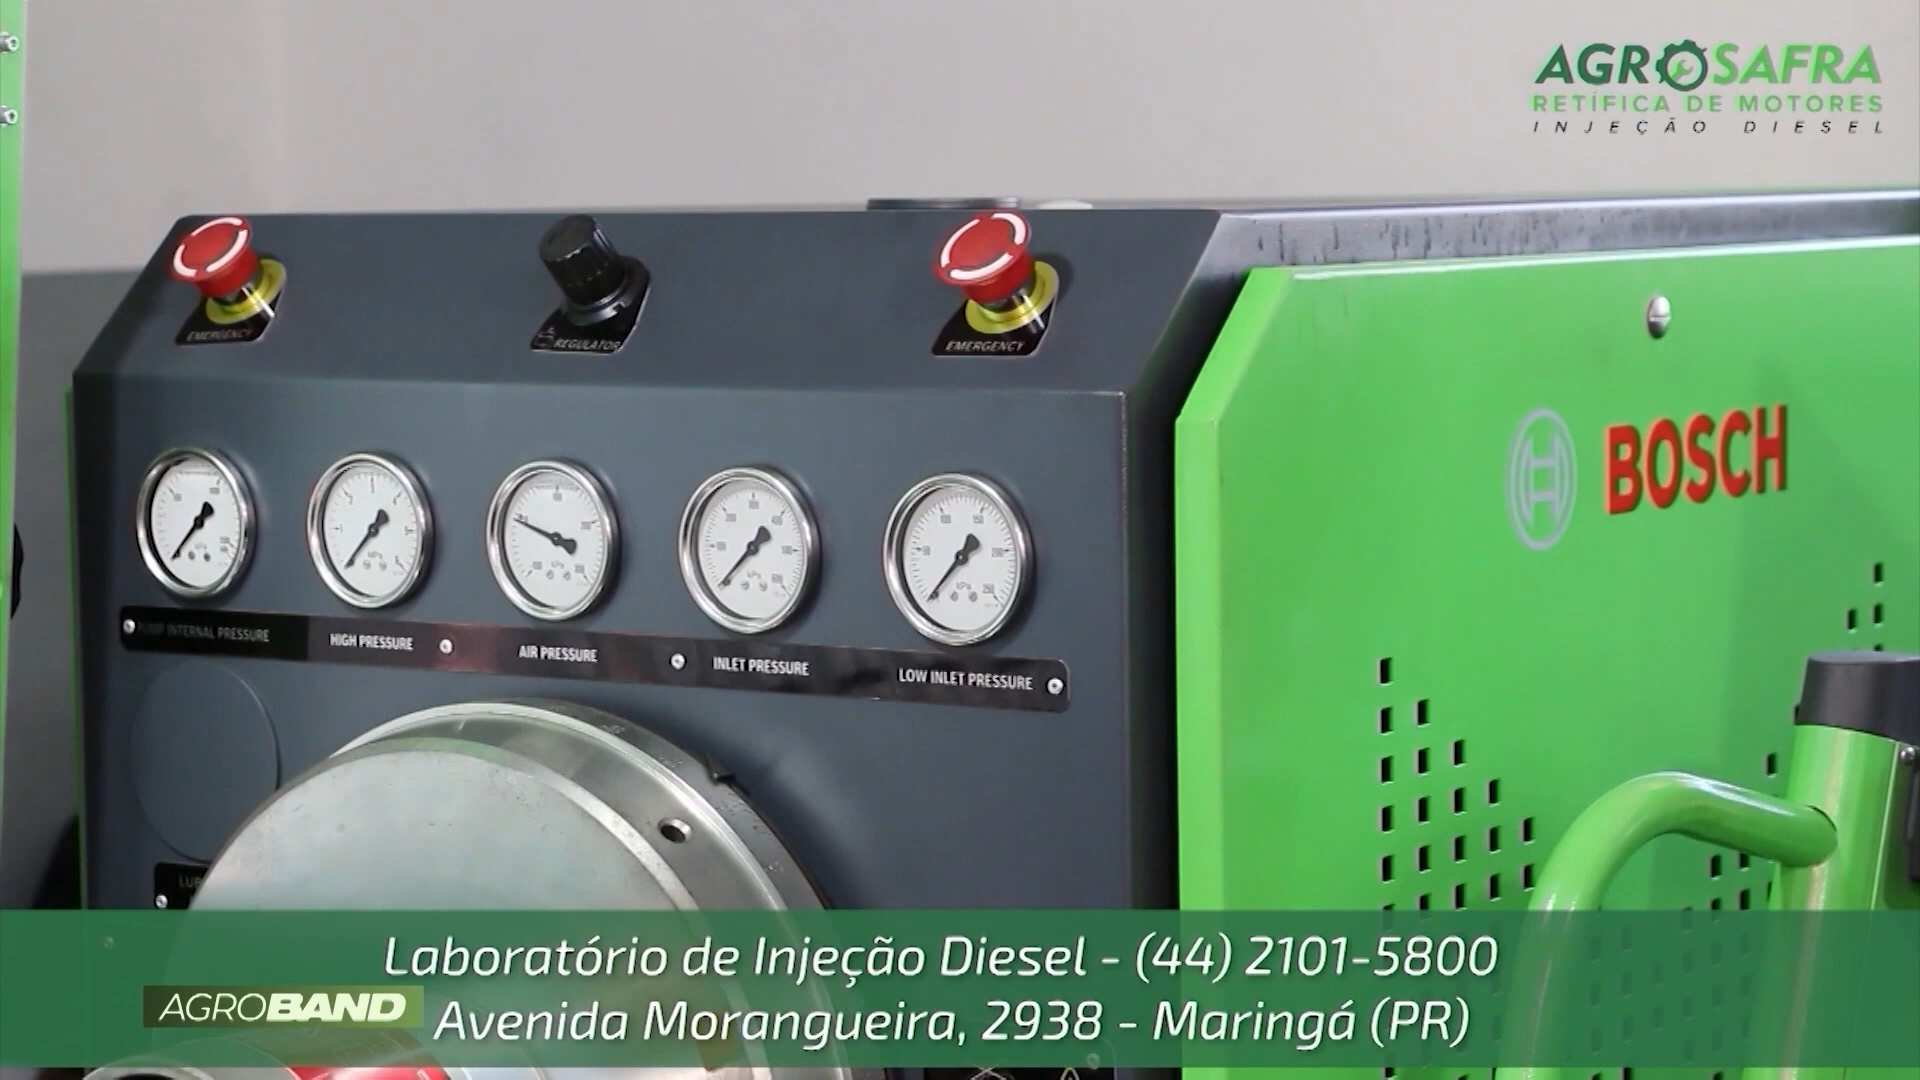 AGROSAFRA
RETÍFICA DE MOTORES
INJEÇÃO DIESEL
EMERGENCY
REGULATOR
EMERGENCY
BOSCH
PUMP INTERNAL PRESSURE
HIGH PRESSURE
AIR PRESSURE
INLET PRESSURE
LOW INLET PRESSURE
Laboratório de Injeção Diesel - (44) 2101-5800
AGROBAND
Avenida Morangueira, 2938 - Maringá (PR)